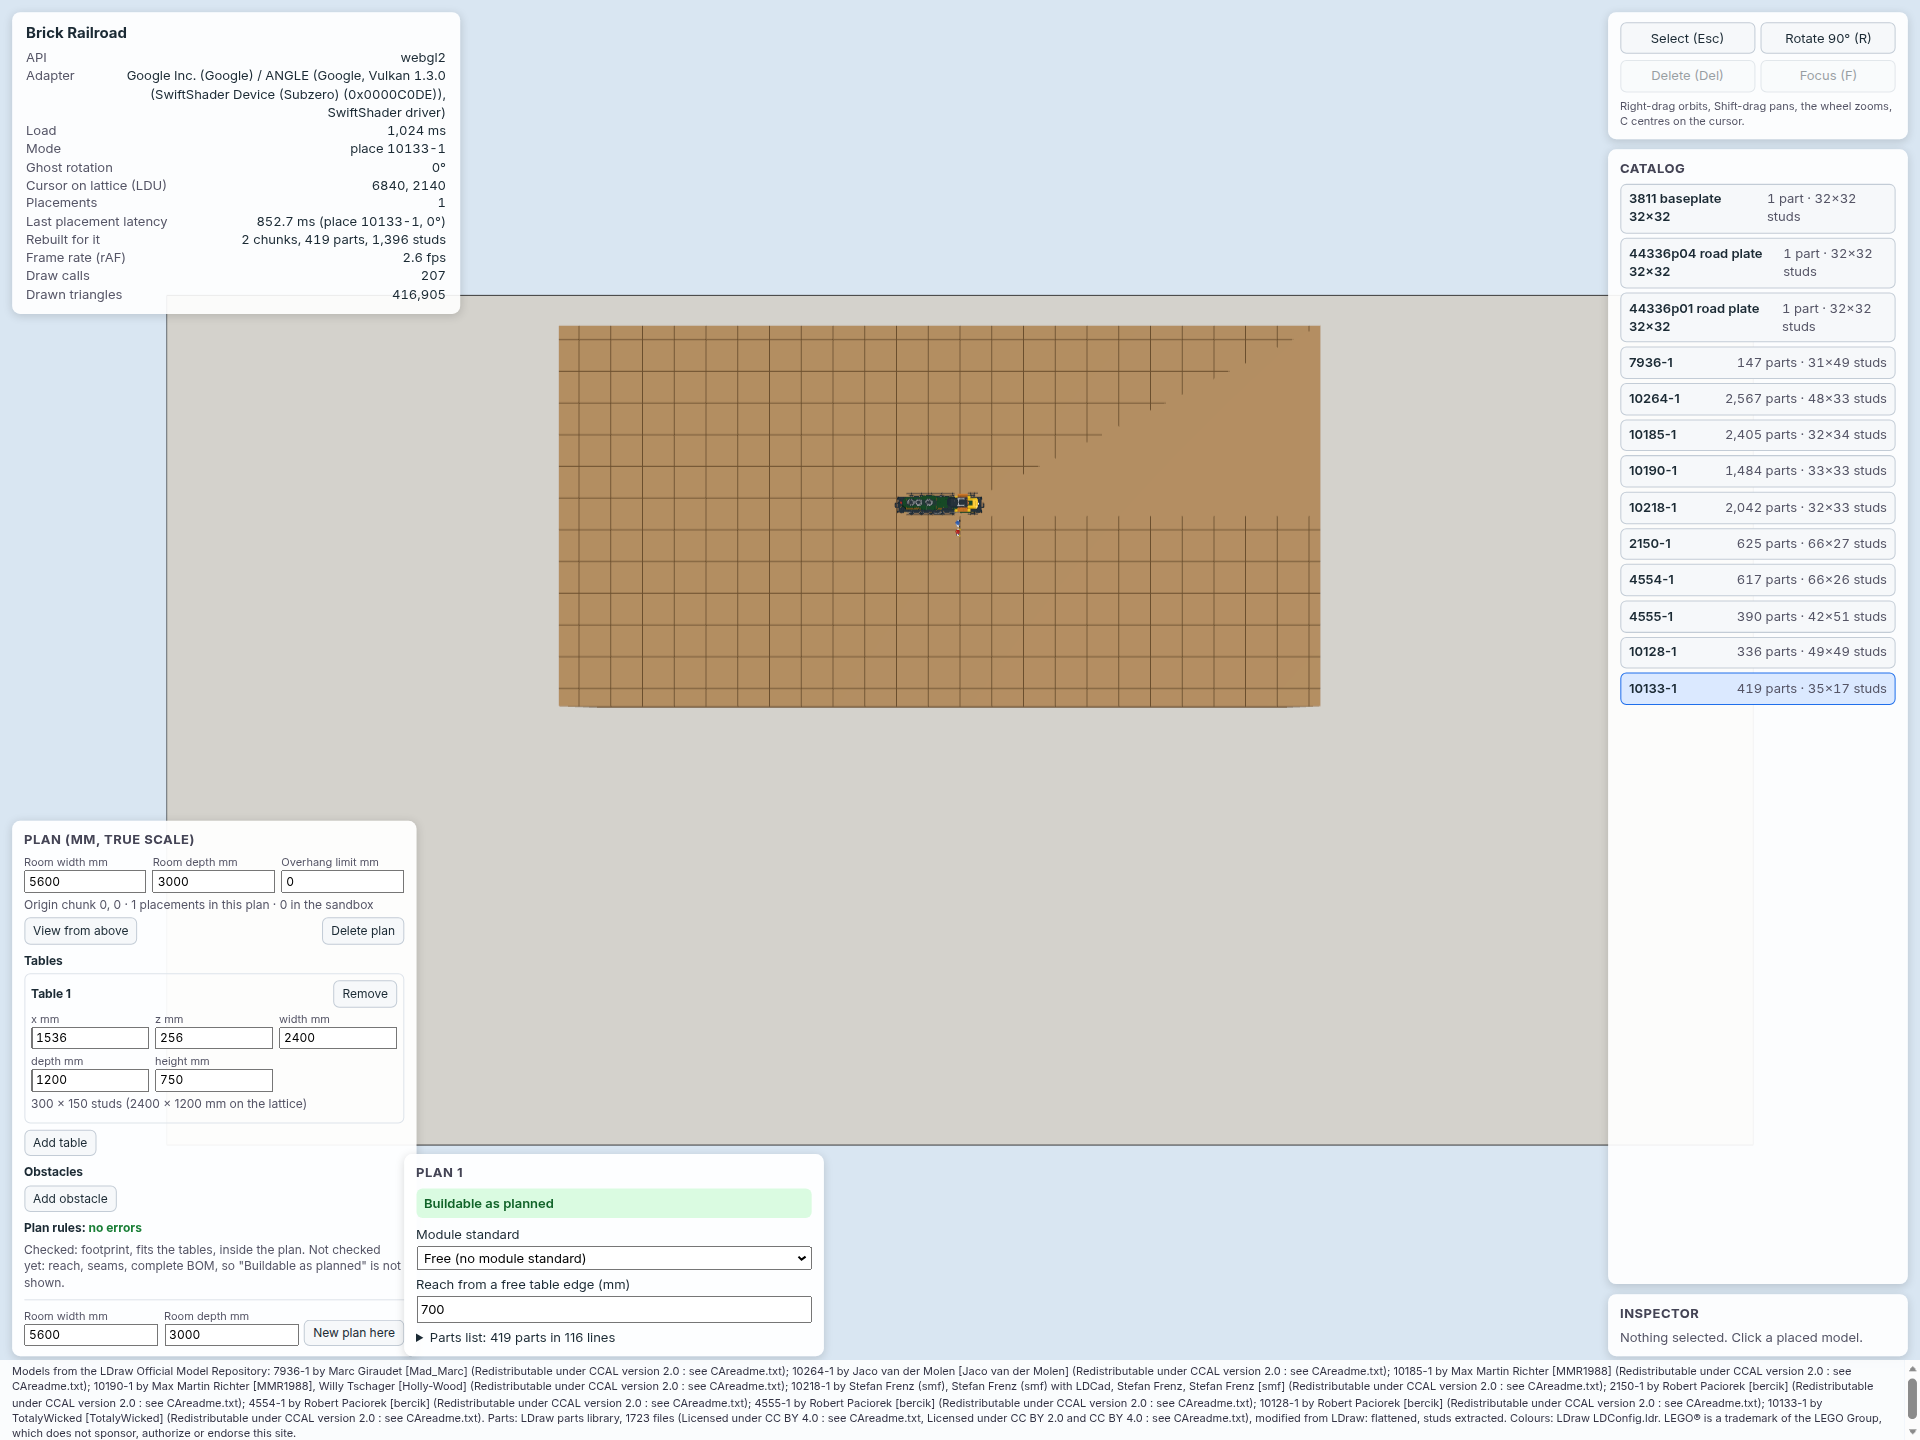 Brick Railroad
API webgl2
Adapter Google Inc. (Google) / ANGLE (Google, Vulkan 1.3.0
(SwiftShader Device (Subzero) (0x0000C0DE)),
SwiftShader driver)
Load 1,024 ms
Mode place 10133-1
Ghost rotation 0°
Cursor on lattice (LDU) 6840, 2140
Placements 1
Last placement latency 852.7 ms (place 10133-1, 0°)
Rebuilt for it 2 chunks, 419 parts, 1,396 studs
Frame rate (rAF) 2.6 fps
Draw calls 207
Drawn triangles 416,905
Select (Esc) Rotate 90° (R)
Delete (Del) Focus (F)
Right-drag orbits, Shift-drag pans, the wheel zooms,
C centres on the cursor.
CATALOG
3811 baseplate 1 part · 32×32
32×32 studs
44336p04 road plate 1 part · 32×32
32×32 studs
44336p01 road plate 1 part · 32×32
32×32 studs
7936-1 147 parts · 31×49 studs
10264-1 2,567 parts · 48×33 studs
10185-1 2,405 parts · 32×34 studs
10190-1 1,484 parts · 33×33 studs
10218-1 2,042 parts · 32×33 studs
2150-1 625 parts · 66×27 studs
4554-1 617 parts · 66×26 studs
4555-1 390 parts · 42×51 studs
10128-1 336 parts · 49×49 studs
10133-1 419 parts · 35×17 studs
INSPECTOR
Nothing selected. Click a placed model.
PLAN (MM, TRUE SCALE)
Room width mm Room depth mm Overhang limit mm
5600 3000 0
Origin chunk 0, 0 · 1 placements in this plan · 0 in the sandbox
View from above Delete plan
Tables
Table 1 Remove
x mm z mm width mm
1536 256 2400
depth mm height mm
1200 750
300 × 150 studs (2400 × 1200 mm on the lattice)
Add table
Obstacles
Add obstacle
Plan rules: no errors
Checked: footprint, fits the tables, inside the plan. Not checked
yet: reach, seams, complete BOM, so "Buildable as planned" is not
shown.
Room width mm Room depth mm
5600 3000 New plan here
PLAN 1
Buildable as planned
Module standard
Free (no module standard)
Reach from a free table edge (mm)
700
Parts list: 419 parts in 116 lines
Models from the LDraw Official Model Repository: 7936-1 by Marc Giraudet [Mad_Marc] (Redistributable under CCAL version 2.0 : see CAreadme.txt); 10264-1 by Jaco van der Molen [Jaco van der Molen] (Redistributable under CCAL version 2.0 : see CAreadme.txt); 10185-1 by Max Martin Richter [MMR1988] (Redistributable under CCAL version 2.0 : see
CAreadme.txt); 10190-1 by Max Martin Richter [MMR1988], Willy Tschager [Holly-Wood] (Redistributable under CCAL version 2.0 : see CAreadme.txt); 10218-1 by Stefan Frenz (smf), Stefan Frenz (smf) with LDCad, Stefan Frenz, Stefan Frenz [smf] (Redistributable under CCAL version 2.0 : see CAreadme.txt); 2150-1 by Robert Paciorek [bercik] (Redistributable
under CCAL version 2.0 : see CAreadme.txt); 4554-1 by Robert Paciorek [bercik] (Redistributable under CCAL version 2.0 : see CAreadme.txt); 4555-1 by Robert Paciorek [bercik] (Redistributable under CCAL version 2.0 : see CAreadme.txt); 10128-1 by Robert Paciorek [bercik] (Redistributable under CCAL version 2.0 : see CAreadme.txt); 10133-1 by
TotalyWicked [TotalyWicked] (Redistributable under CCAL version 2.0 : see CAreadme.txt). Parts: LDraw parts library, 1723 files (Licensed under CC BY 4.0 : see CAreadme.txt, Licensed under CC BY 2.0 and CC BY 4.0 : see CAreadme.txt), modified from LDraw: flattened, studs extracted. Colours: LDraw LDConfig.ldr. LEGO® is a trademark of the LEGO Group,
which does not sponsor, authorize or endorse this site.